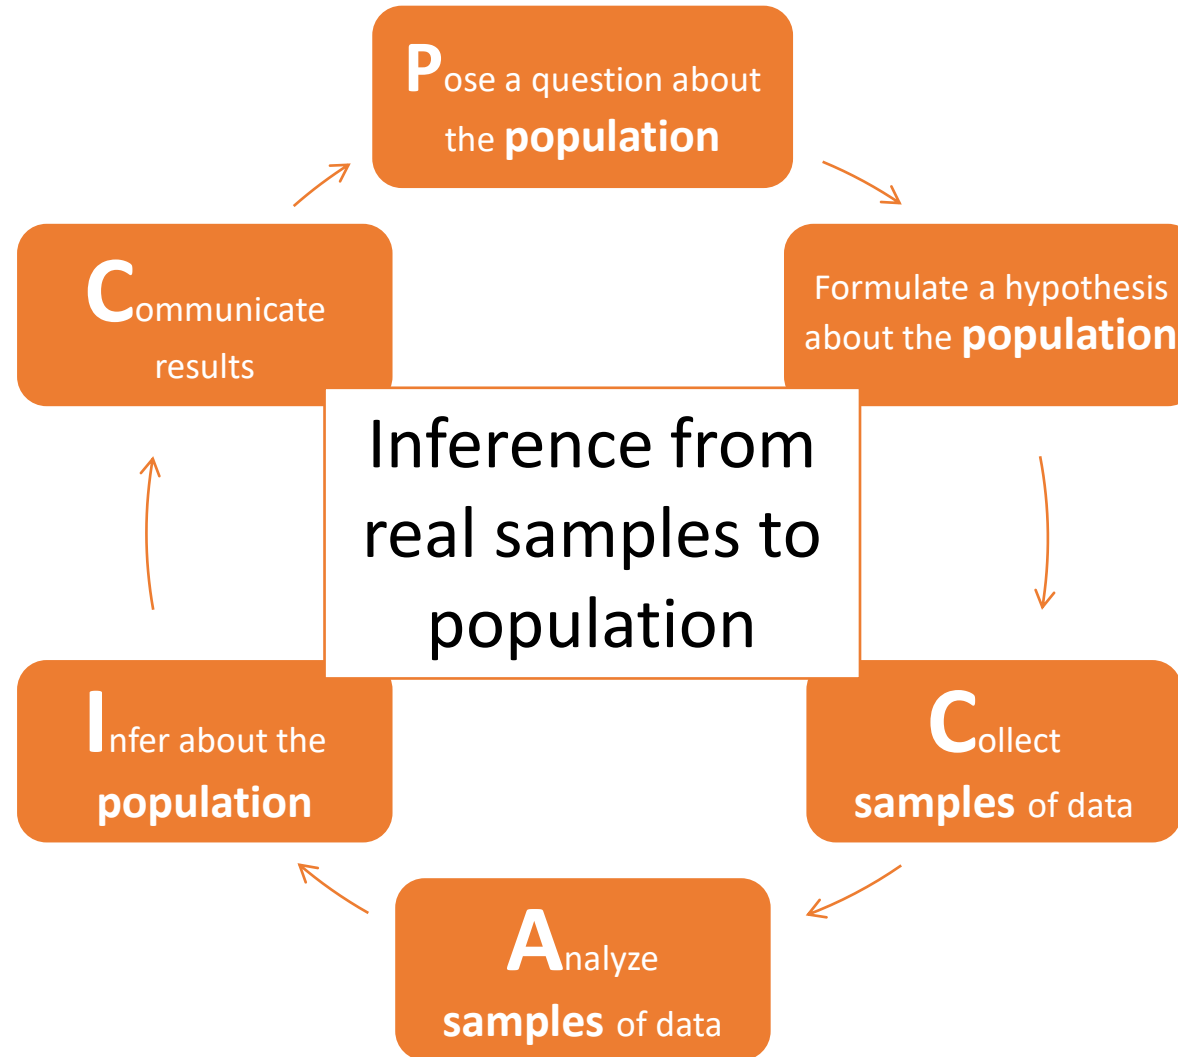 Pose a question about
the population
Formulate a hypothesis
about the population
Collect
samples of data
Analyze
samples of data
Infer about the
population
Communicate
results
Inference from
real samples to
population